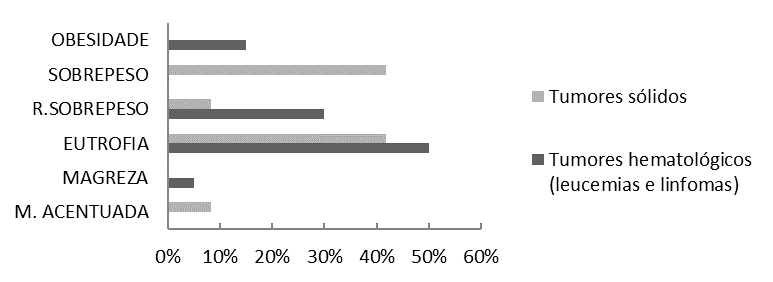 OBESIDADE
SOBREPESO
R.SOBREPESO
EUTROFIA
MAGREZA
M. ACENTUADA
0% 10% 20% 30% 40% 50% 60%
Tumores sólidos
Tumores hematológicos
(leucemias e linfomas)